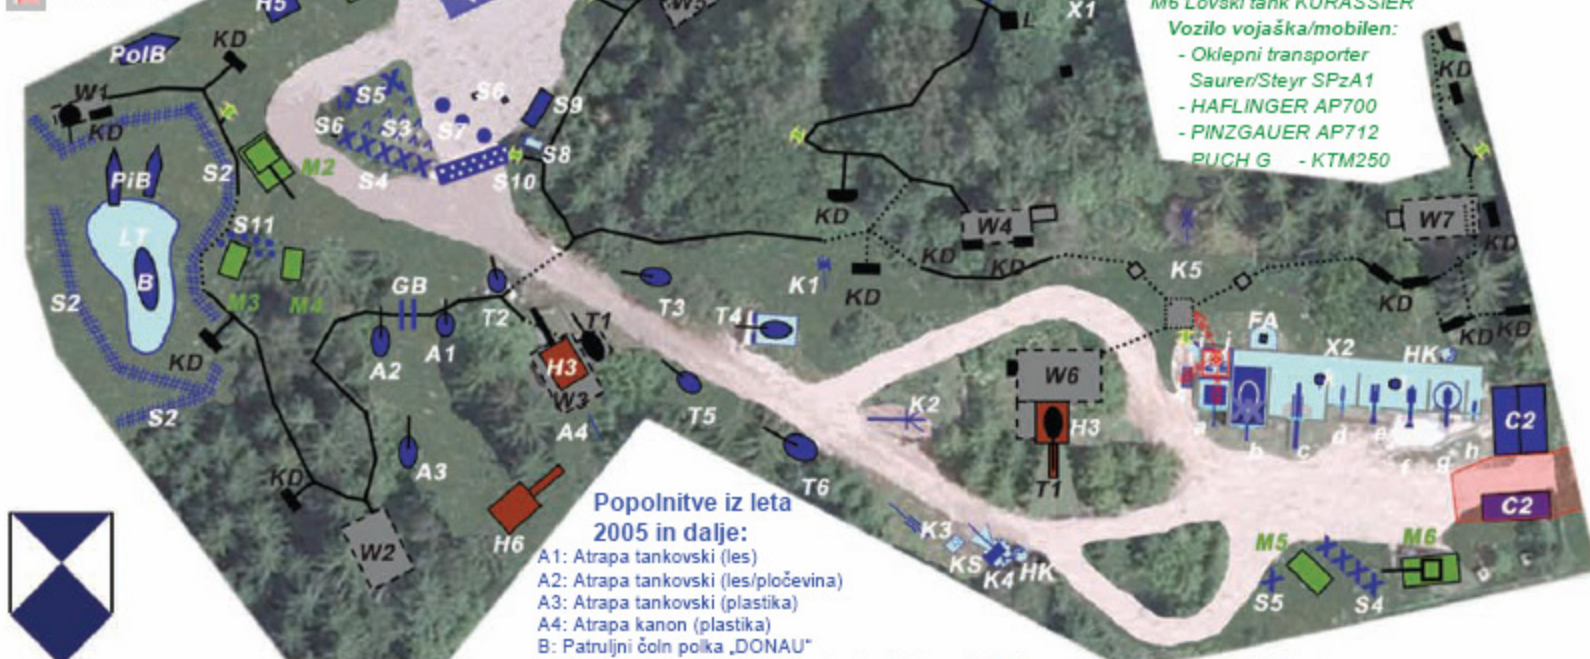 H5
W5
L
X1
M6 Lovski tank KÜRASSIER
Vozilo vojaška/mobilen:
- Oklepni transporter
Saurer/Steyr SPzA1
- HAFLINGER AP700
- PINZGAUER AP712
PUCH G - KTM250
PolB
KD
W1
KD
S5
S6
S9
S6
S3
S7
S8
S4
S10
M2
S2
PiB
LT
S11
B
S2
M3
M4
GB
KD
S2
A2
A1
T2
T1
H3
W3
A4
A3
KD
W2
H6
T3
T4
T5
T6
K1
KD
KD
W4
KD
KD
K5
KD
W7
KD
KD
KD
KD
FA
X2
HK
W6
H3
T1
K2
K3
KS
K4
HK
a
b
c
d
e
f
g
h
i
C2
C2
M5
M6
S5
S4
Popolnitve iz leta
2005 in dalje:
A1: Atrapa tankovski (les)
A2: Atrapa tankovski (les/pločevina)
A3: Atrapa tankovski (plastika)
A4: Atrapa kanon (plastika)
B: Patruljni čoln polka „DONAU“